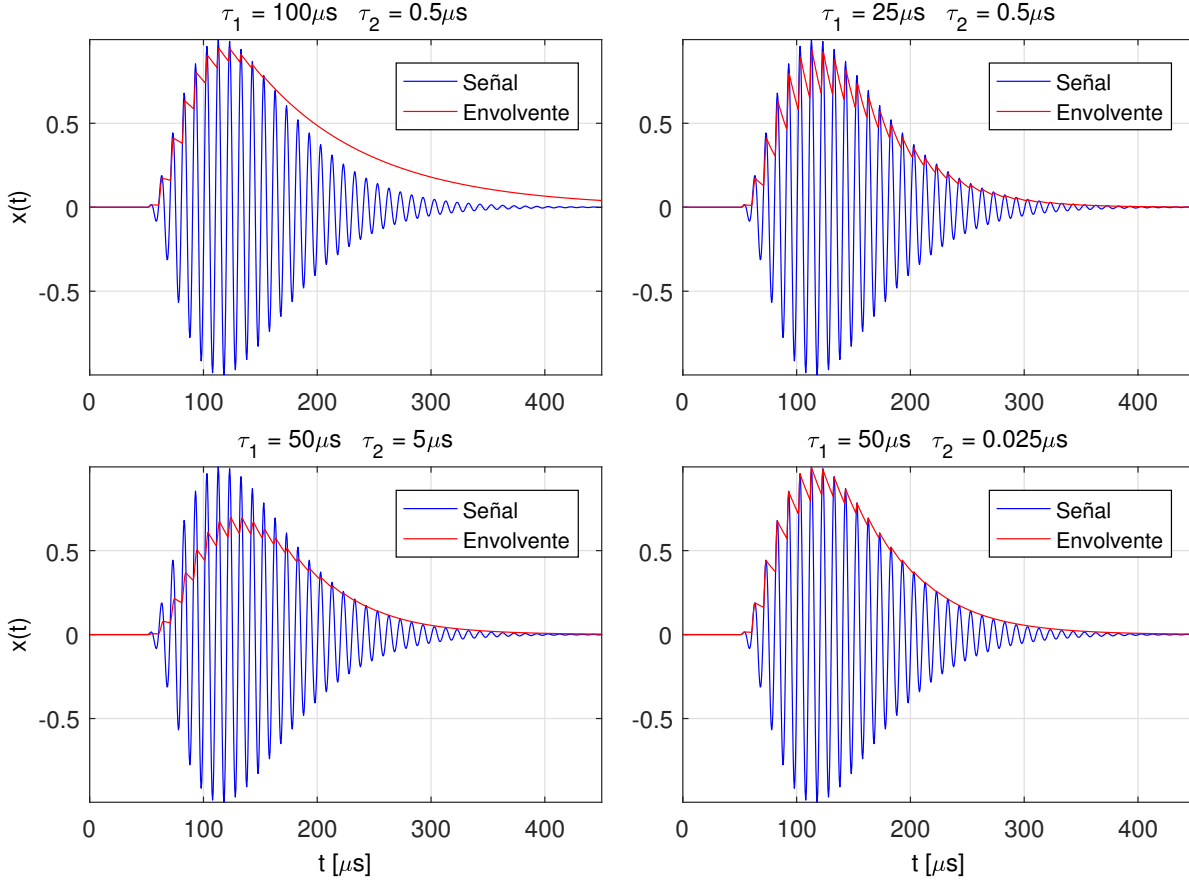 τ1 = 100μs τ2 = 0.5μs
x(t)
0.5
0
-0.5
0 100 200 300 400
Señal
Envolvente
τ1 = 25μs τ2 = 0.5μs
0.5
0
-0.5
0 100 200 300 400
Señal
Envolvente
τ1 = 50μs τ2 = 5μs
x(t)
0.5
0
-0.5
0 100 200 300 400
t [μs]
Señal
Envolvente
τ1 = 50μs τ2 = 0.025μs
0.5
0
-0.5
0 100 200 300 400
t [μs]
Señal
Envolvente